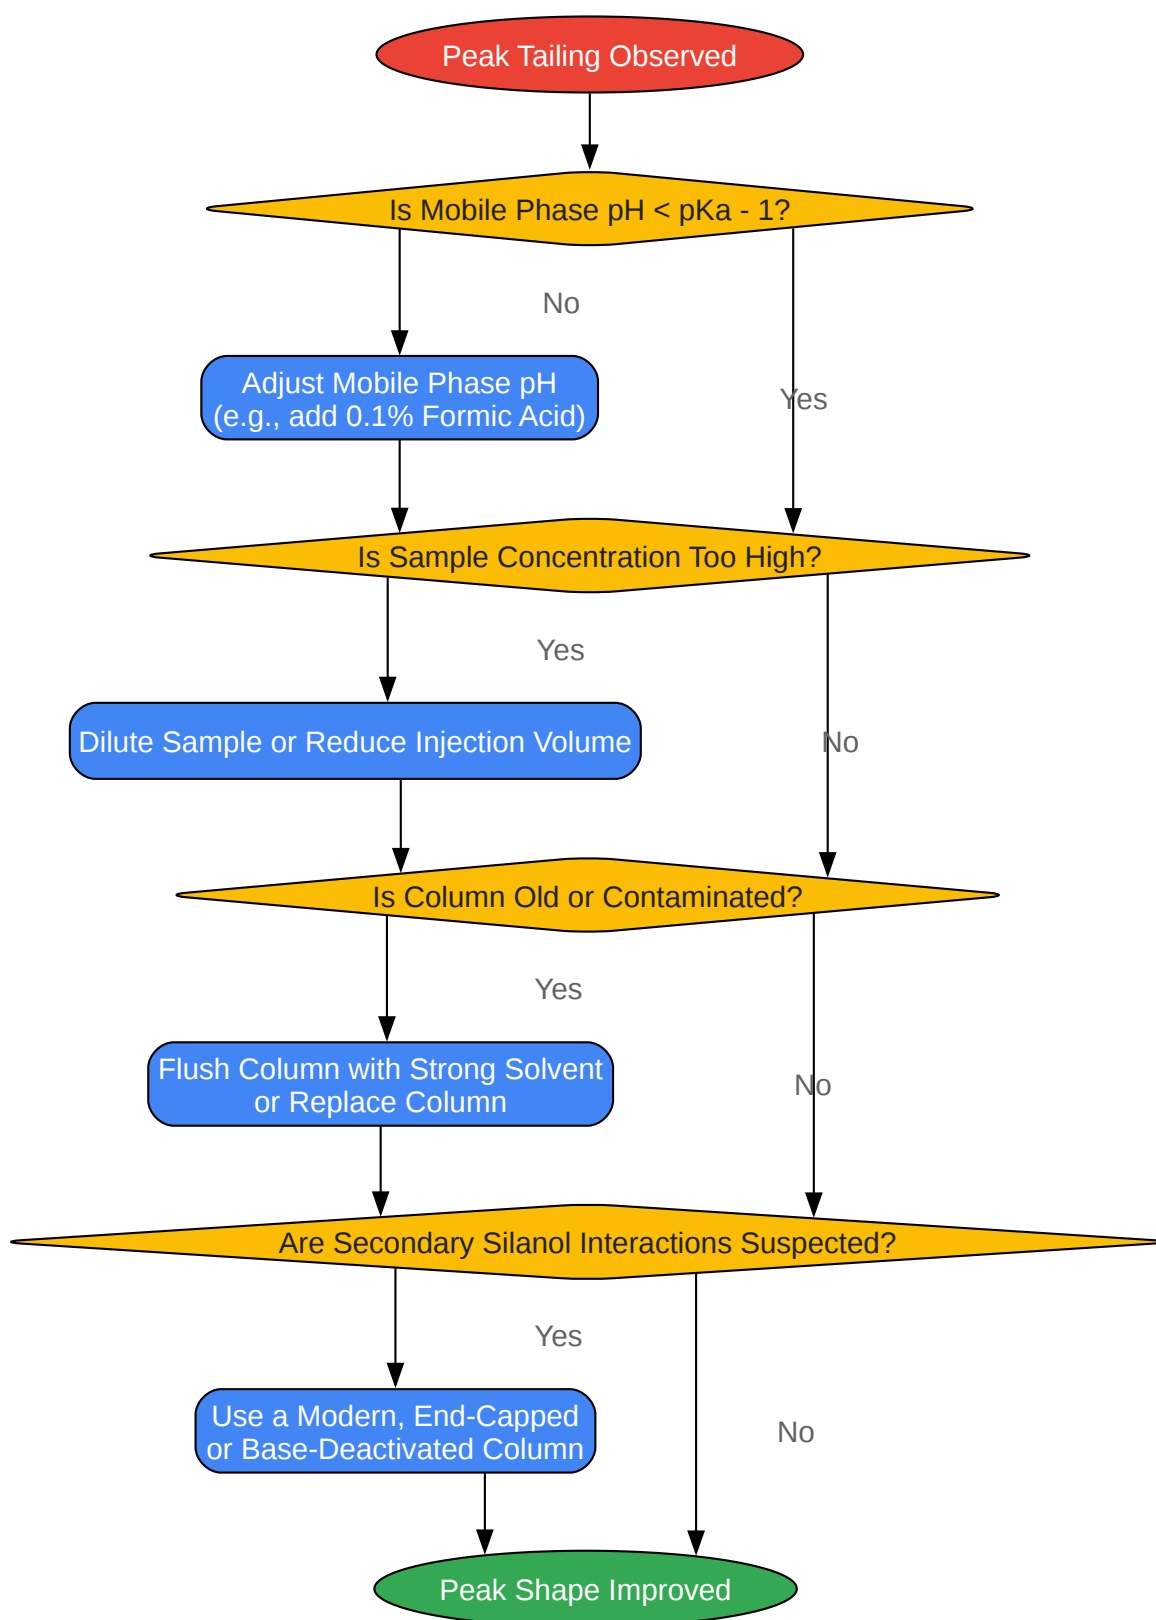 Peak Tailing Observed
Is Mobile Phase pH < pKa - 1?
No
Adjust Mobile Phase pH
(e.g., add 0.1% Formic Acid)
Yes
Is Sample Concentration Too High?
Yes
Dilute Sample or Reduce Injection Volume
No
Is Column Old or Contaminated?
Yes
Flush Column with Strong Solvent
or Replace Column
No
Are Secondary Silanol Interactions Suspected?
Yes
Use a Modern, End-Capped
or Base-Deactivated Column
No
Peak Shape Improved